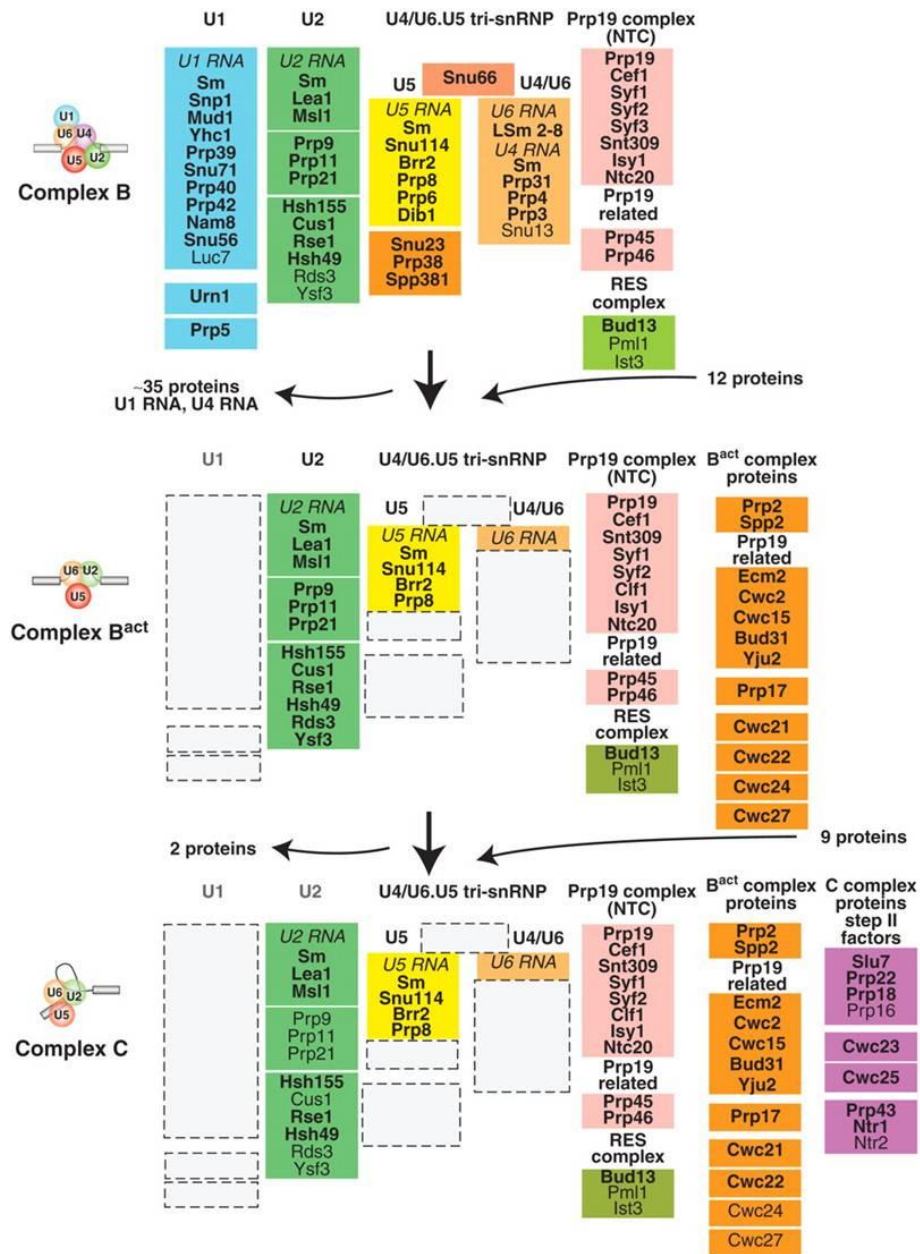 U1
U2
U4/U6.U5 tri-snRNP
Prp19 complex
(NTC)
U1 RNA
Sm
Snp1
Mud1
Yhc1
Prp39
Snu71
Prp40
Prp42
Nam8
Snu56
Luc7
Urn1
Prp5
U2 RNA
Sm
Lea1
Msl1
Prp9
Prp11
Prp21
Hsh155
Cus1
Rse1
Hsh49
Rds3
Ysf3
U5
Snu66
U4/U6
U5 RNA
Sm
Snu114
Brr2
Prp8
Prp6
Dib1
Snu23
Prp38
Spp381
U6 RNA
LSm 2-8
U4 RNA
Sm
Prp31
Prp4
Prp3
Snu13
Prp19
Cef1
Syf1
Syf2
Syf3
Snt309
Isy1
Ntc20
Prp19
related
Prp45
Prp46
RES
complex
Bud13
Pml1
Ist3
U1
U6
U4
U5
U2
Complex B
~35 proteins
U1 RNA, U4 RNA
12 proteins
U1
U2
U4/U6.U5 tri-snRNP
Prp19 complex
(NTC)
Bact complex
proteins
U2 RNA
Sm
Lea1
Msl1
Prp9
Prp11
Prp21
Hsh155
Cus1
Rse1
Hsh49
Rds3
Ysf3
U5
U4/U6
U5 RNA
Sm
Snu114
Brr2
Prp8
U6 RNA
Prp19
Cef1
Snt309
Syf1
Syf2
Clf1
Isy1
Ntc20
Prp19
related
Prp45
Prp46
RES
complex
Bud13
Pml1
Ist3
Prp2
Spp2
Prp19
related
Ecm2
Cwc2
Cwc15
Bud31
Yju2
Prp17
Cwc21
Cwc22
Cwc24
Cwc27
U6
U2
U5
Complex Bact
2 proteins
9 proteins
U1
U2
U4/U6.U5 tri-snRNP
Prp19 complex
(NTC)
Bact complex
proteins
C complex
proteins
step II
factors
U2 RNA
Sm
Lea1
Msl1
Prp9
Prp11
Prp21
Hsh155
Cus1
Rse1
Hsh49
Rds3
Ysf3
U5
U4/U6
U5 RNA
Sm
Snu114
Brr2
Prp8
U6 RNA
Prp19
Cef1
Snt309
Syf1
Syf2
Clf1
Isy1
Ntc20
Prp19
related
Prp45
Prp46
RES
complex
Bud13
Pml1
Ist3
Prp2
Spp2
Prp19
related
Ecm2
Cwc2
Cwc15
Bud31
Yju2
Prp17
Cwc21
Cwc22
Cwc24
Cwc27
Slu7
Prp22
Prp18
Prp16
Cwc23
Cwc25
Prp43
Ntr1
Ntr2
U6
U2
U5
Complex C